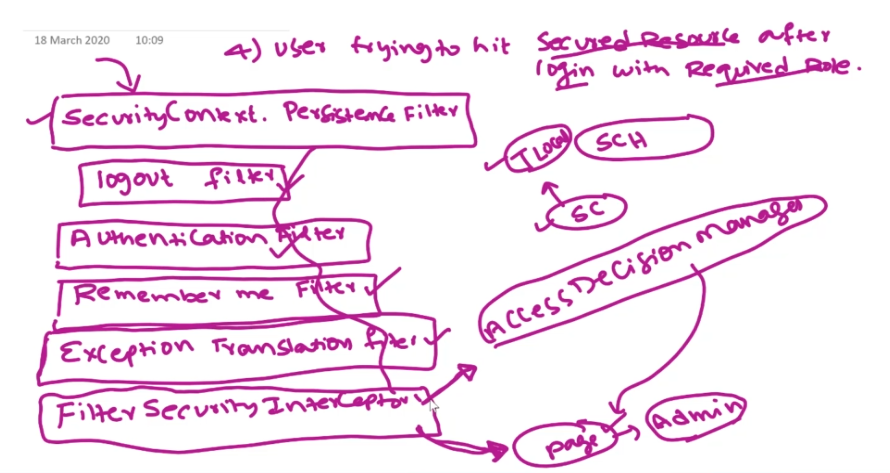 18 March 2020 10:09
4) User trying to hit Secured Resource after
login with Required Role.
SecurityContext. Persistence Filter
logout filter
Authentication Filter
Remember me Filter
Exception Translation filter
Filter Security Interceptor
TLocal
SCH
SC
AccessDecision Manager
page
Admin